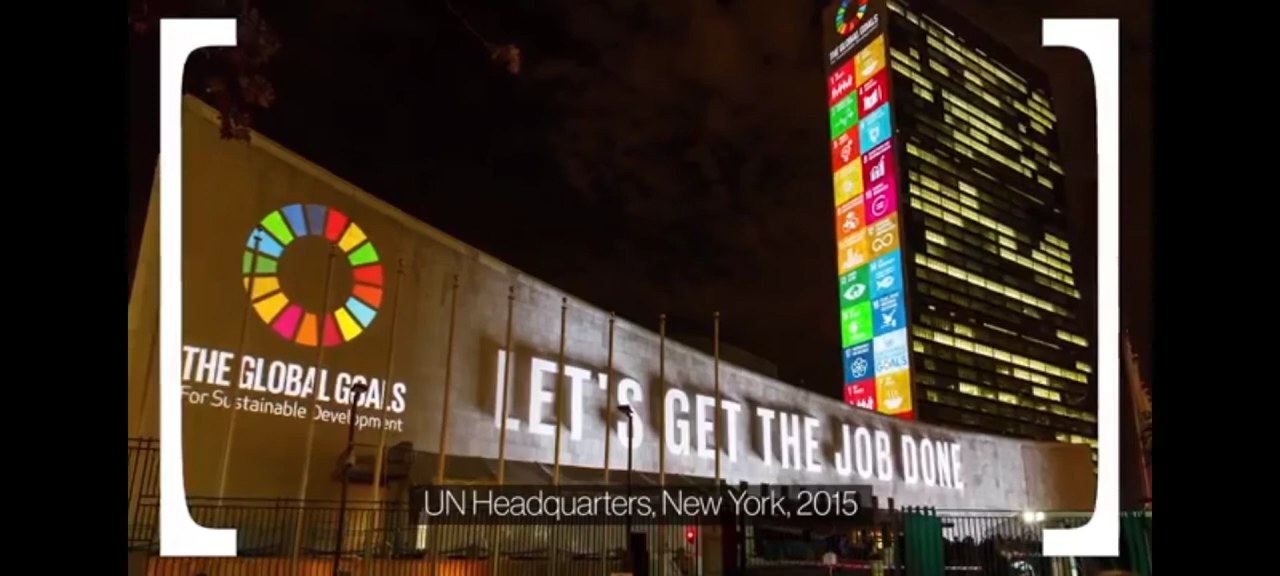 THE GLOBAL GOALS
THE GLOBAL GOALS
For Sustainable Development
LET'S GET THE JOB DONE
GOALS
UN Headquarters, New York, 2015